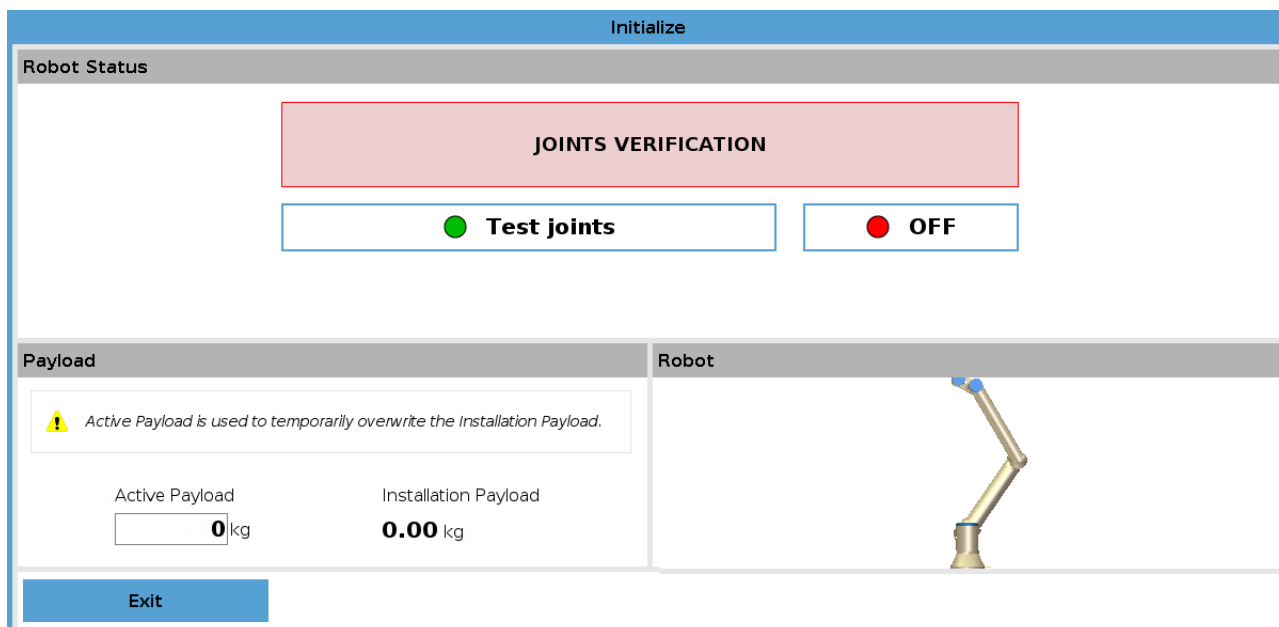 Initialize
Robot Status
JOINTS VERIFICATION
Test joints
OFF
Payload
Robot
Active Payload is used to temporarily overwrite the Installation Payload.
Active Payload
Installation Payload
0 kg
0.00 kg
Exit